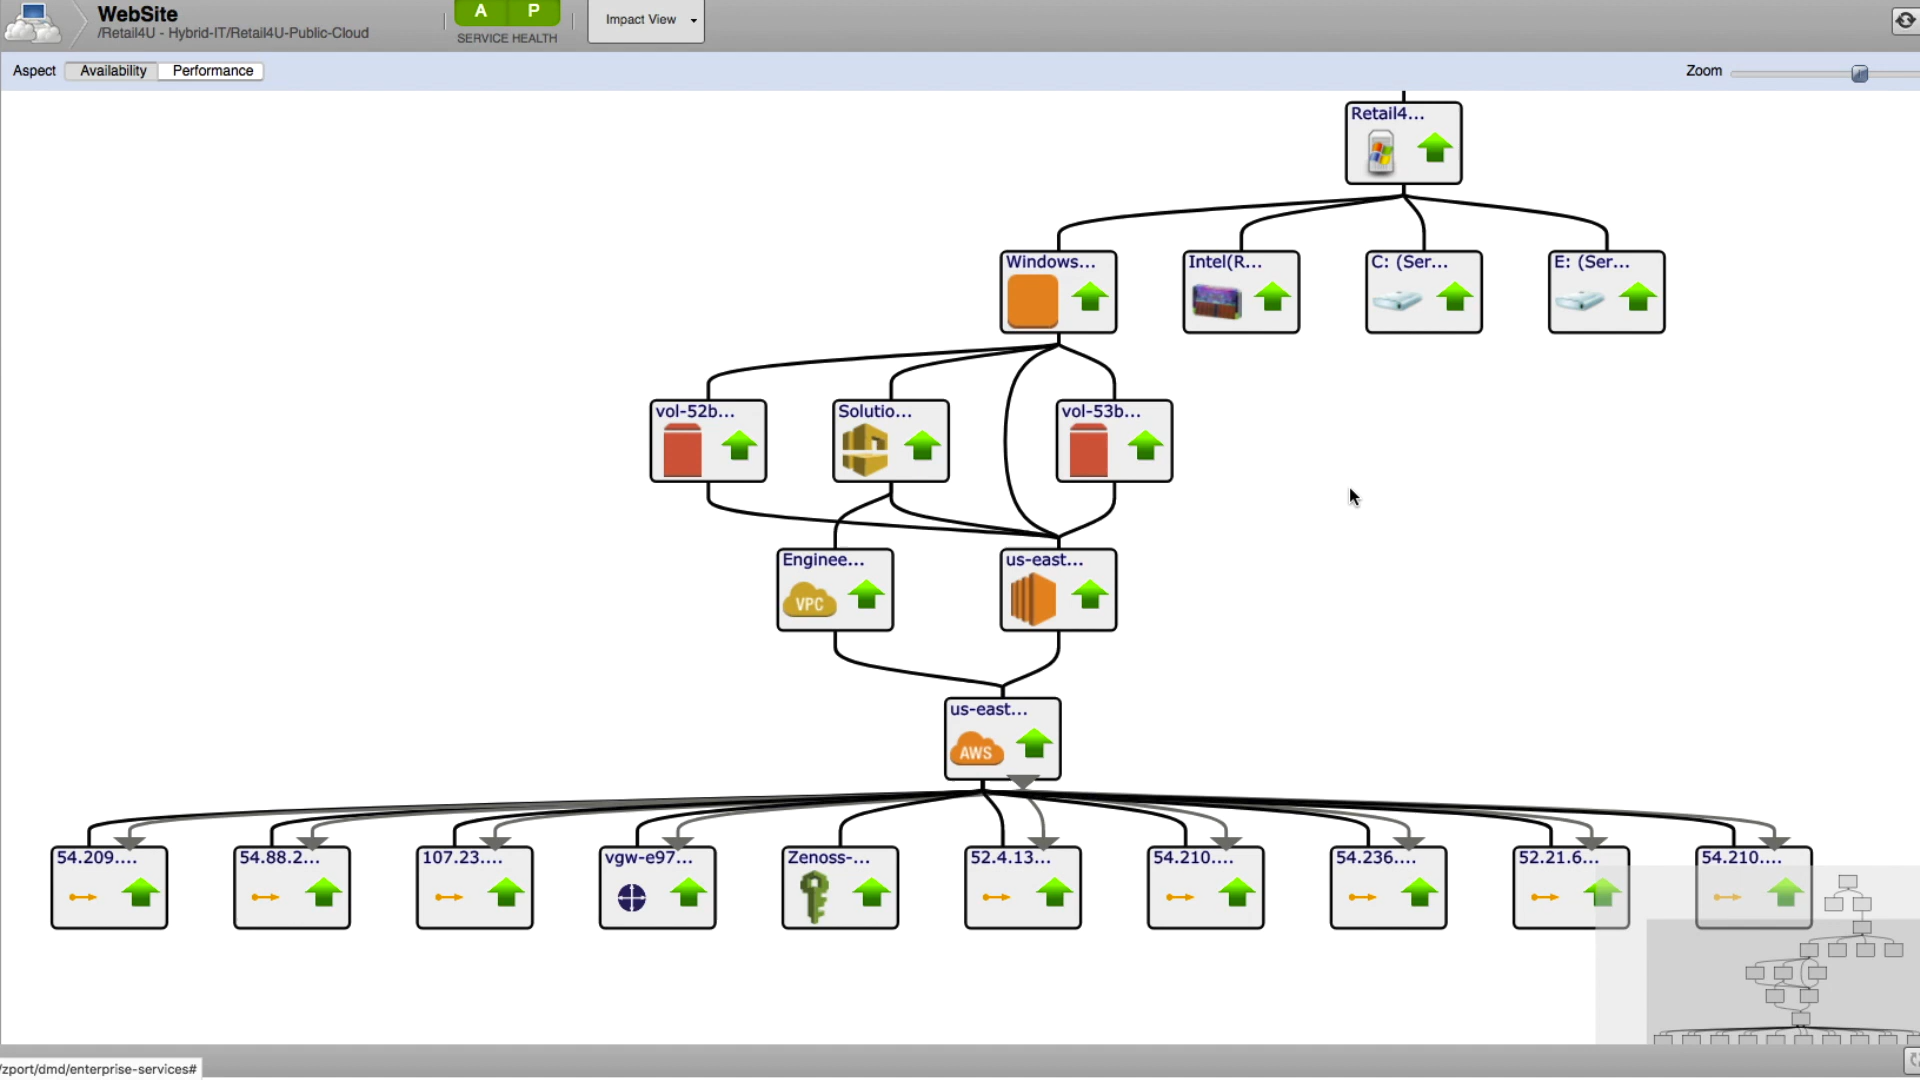 WebSite
/Retail4U - Hybrid-IT/Retail4U-Public-Cloud
A P
SERVICE HEALTH
Impact View
Aspect Availability Performance
Zoom
Retail4...
Windows... Intel(R... C: (Ser... E: (Ser...
vol-52b... Solutio... vol-53b...
Enginee... us-east...
VPC
us-east...
AWS
54.209.... 54.88.2... 107.23.... vgw-e97... Zenoss-... 52.4.13... 54.210.... 54.236.... 52.21.6... 54.210....
/zport/dmd/enterprise-services#